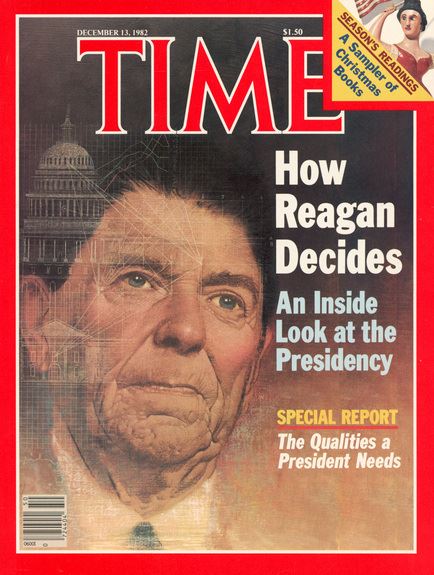 DECEMBER 13, 1982
$1.50
TIME
SEASON'S READINGS
A Sampler of
Christmas
Books
How
Reagan
Decides
An Inside
Look at the
Presidency
SPECIAL REPORT
The Qualities a
President Needs